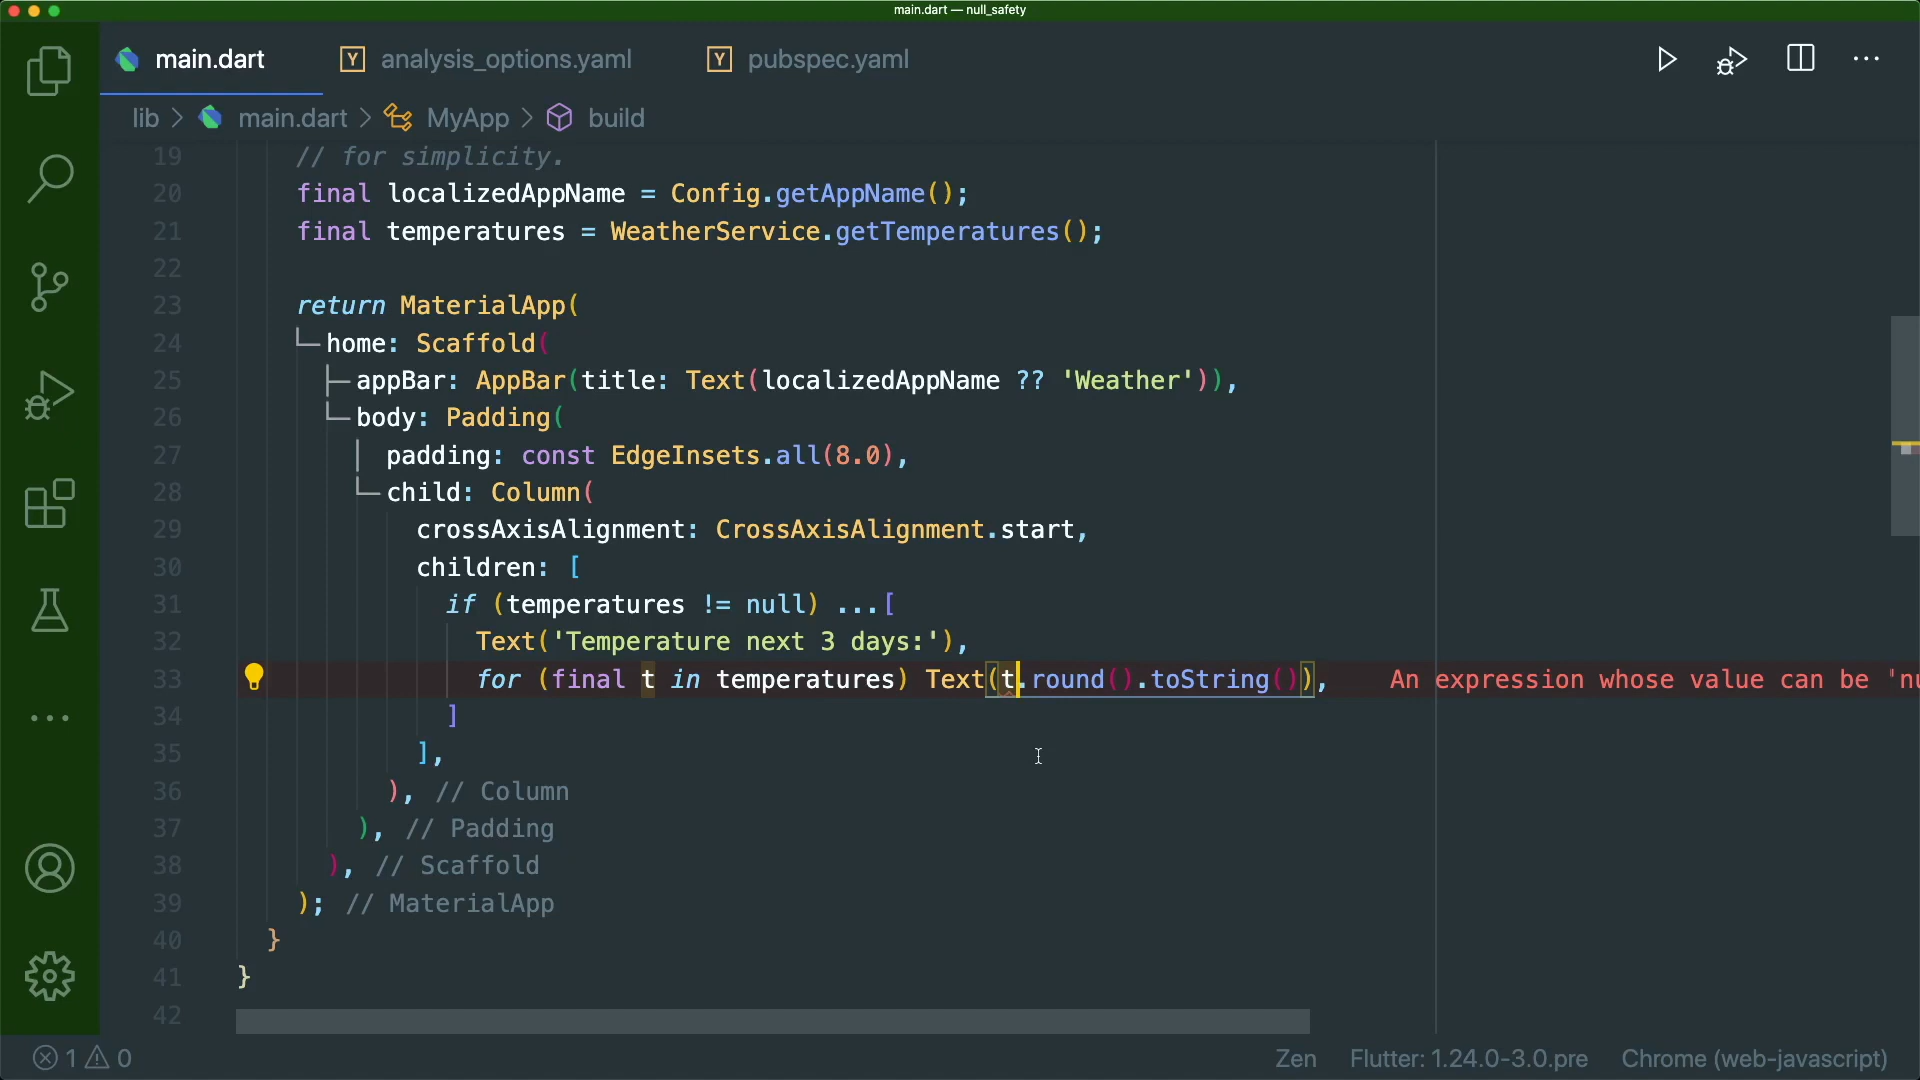 main.dart — null_safety
main.dart
Y analysis_options.yaml
Y pubspec.yaml
lib > main.dart > MyApp > build
19 // for simplicity.
20 final localizedAppName = Config.getAppName();
21 final temperatures = WeatherService.getTemperatures();
22
23 return MaterialApp(
24 home: Scaffold(
25 appBar: AppBar(title: Text(localizedAppName ?? 'Weather')),
26 body: Padding(
27 padding: const EdgeInsets.all(8.0),
28 child: Column(
29 crossAxisAlignment: CrossAxisAlignment.start,
30 children: [
31 if (temperatures != null) ...[
32 Text('Temperature next 3 days:'),
33 for (final t in temperatures) Text(t.round().toString()), An expression whose value can be 'nu
34 ]
35 ],
36 ), // Column
37 ), // Padding
38 ), // Scaffold
39 ); // MaterialApp
40 }
41 }
42
1 0
Zen Flutter: 1.24.0-3.0.pre Chrome (web-javascript)